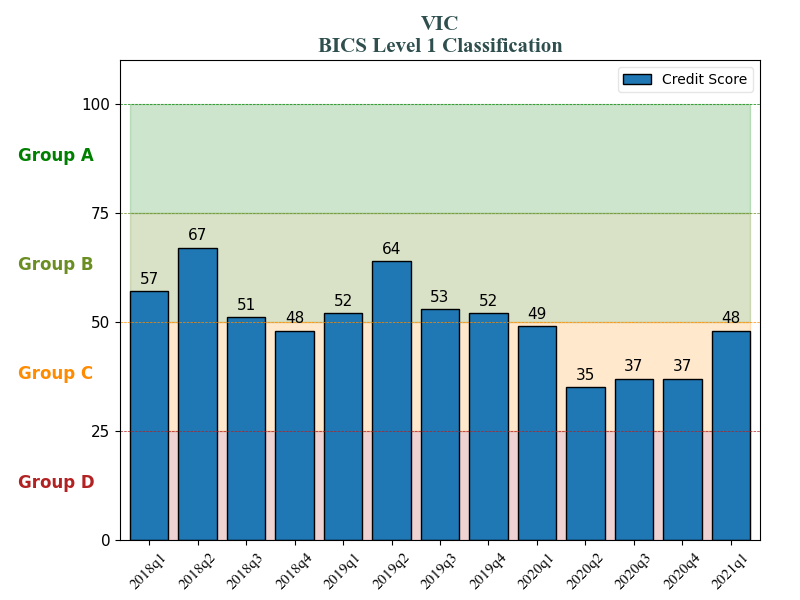 VIC
BICS Level 1 Classification
Credit Score
100
Group A
75
67
64
Group B
57
51
48
52
53
52
49
48
50
35
37
37
Group C
25
Group D
0
2018q1
2018q2
2018q3
2018q4
2019q1
2019q2
2019q3
2019q4
2020q1
2020q2
2020q3
2020q4
2021q1